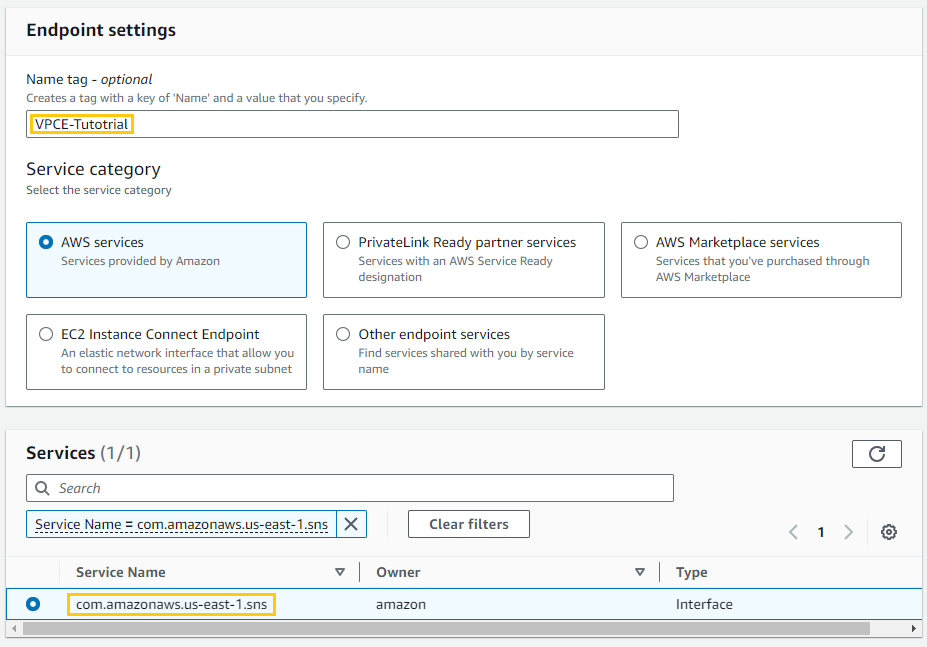 Endpoint settings
Name tag - optional
Creates a tag with a key of 'Name' and a value that you specify.
VPCE-Tutotrial
Service category
Select the service category
AWS services
Services provided by Amazon
PrivateLink Ready partner services
Services with an AWS Service Ready
designation
AWS Marketplace services
Services that you've purchased through
AWS Marketplace
EC2 Instance Connect Endpoint
An elastic network interface that allow you
to connect to resources in a private subnet
Other endpoint services
Find services shared with you by service
name
Services (1/1)
Search
Service Name = com.amazonaws.us-east-1.sns
Clear filters
1
Service Name Owner Type
com.amazonaws.us-east-1.sns amazon Interface